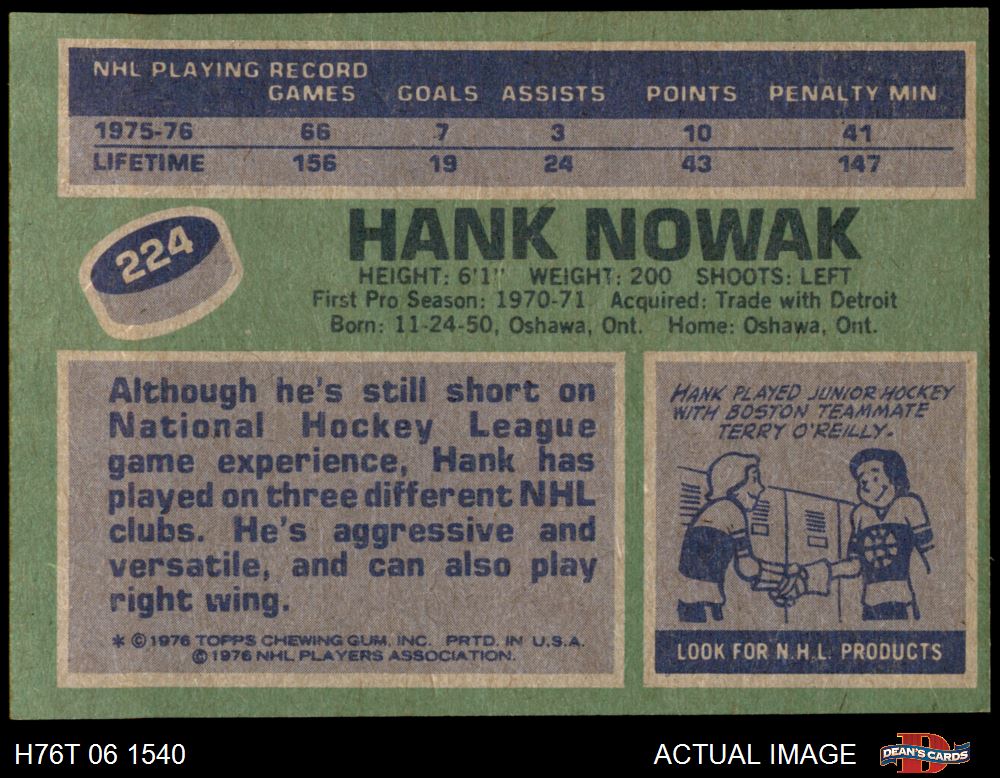 NHL PLAYING RECORD
GAMES GOALS ASSISTS POINTS PENALTY MIN.
1975-76 66 7 3 10 41
LIFETIME 156 19 24 43 147
224
HANK NOWAK
HEIGHT: 6'1" WEIGHT: 200 SHOOTS: LEFT
First Pro Season: 1970-71 Acquired: Trade with Detroit
Born: 11-24-50, Oshawa, Ont. Home: Oshawa, Ont.
Although he's still short on
National Hockey League
game experience, Hank has
played on three different NHL
clubs. He's aggressive and
versatile, and can also play
right wing.
* ©1976 TOPPS CHEWING GUM, INC. PRTD. IN U.S.A.
©1976 NHL PLAYERS ASSOCIATION.
HANK PLAYED JUNIOR HOCKEY
WITH BOSTON TEAMMATE
TERRY O'REILLY.
LOOK FOR N.H.L. PRODUCTS
H76T 06 1540 ACTUAL IMAGE DEAN'S CARDS